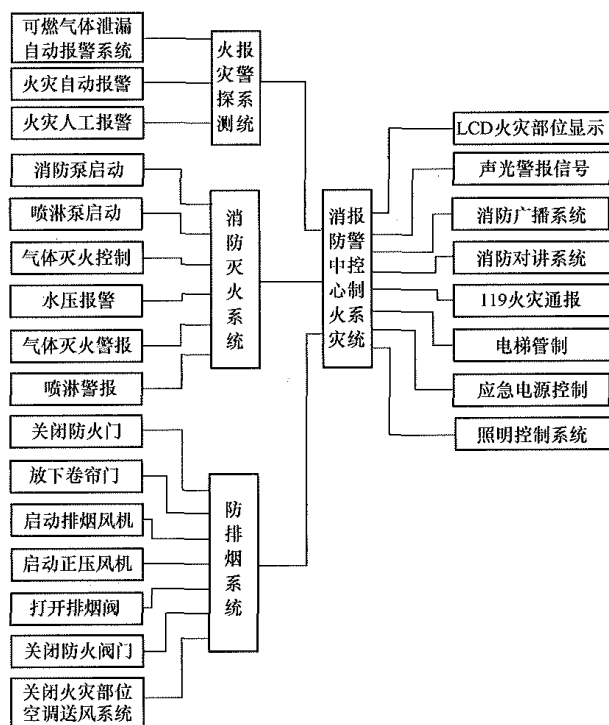 可燃气体泄漏
自动报警系统
火灾自动报警
火灾人工报警
火灾探测
报警系统
消防泵启动
喷淋泵启动
气体灭火控制
水压报警
气体灭火警报
喷淋警报
消防灭火系统
关闭防火门
放下卷帘门
启动排烟风机
启动正压风机
打开排烟阀
关闭防火阀门
关闭火灾部位
空调送风系统
防排烟系统
消防中心火灾
报警控制系统
LCD火灾部位显示
声光警报信号
消防广播系统
消防对讲系统
119火灾通报
电梯管制
应急电源控制
照明控制系统